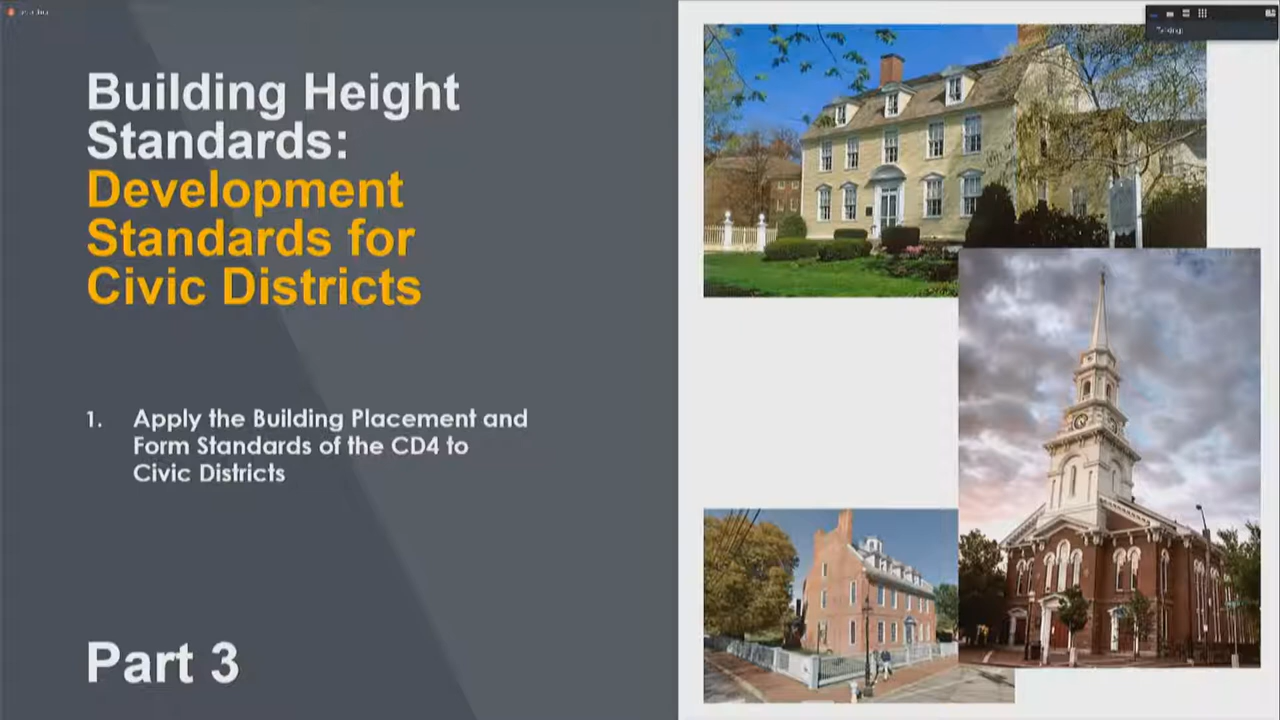 Building Height
Standards:
Development
Standards for
Civic Districts
1. Apply the Building Placement and
Form Standards of the CD4 to
Civic Districts
Part 3